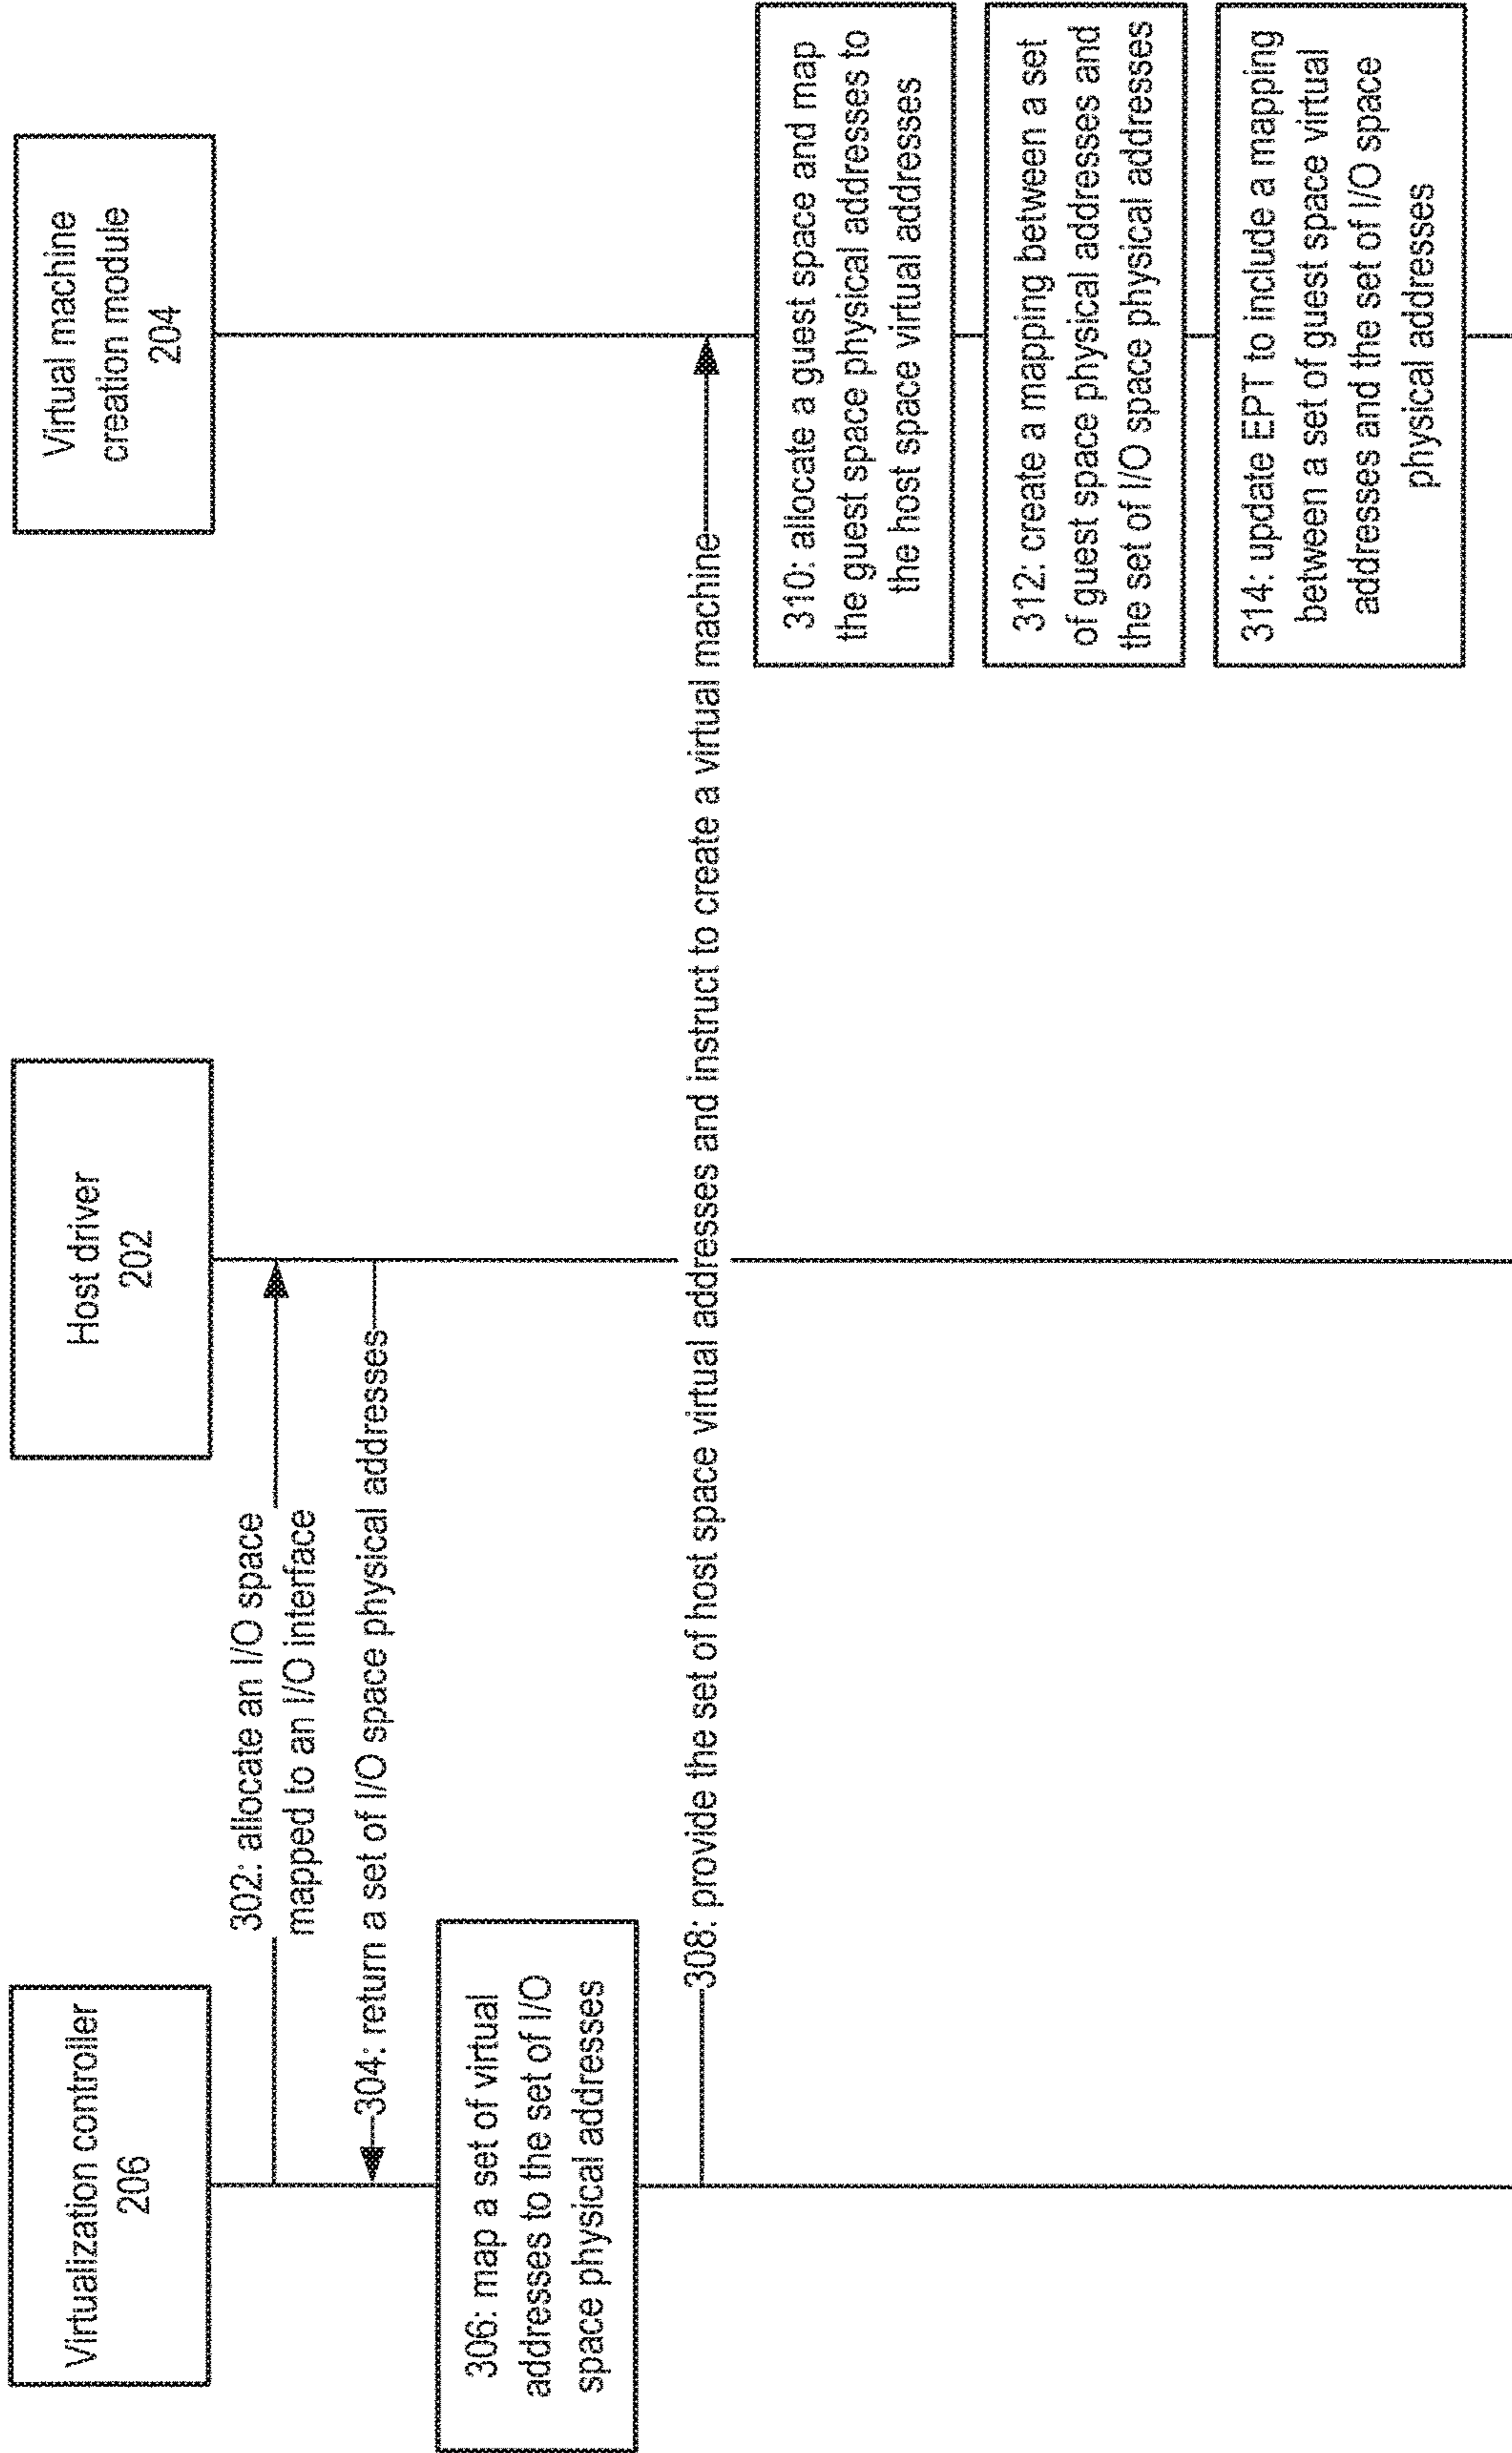 Virtualization controller
206
Host driver
202
Virtual machine
creation module
204
302: allocate an I/O space
mapped to an I/O interface
304: return a set of I/O space physical addresses
306: map a set of virtual
addresses to the set of I/O
space physical addresses
308: provide the set of host space virtual addresses and instruct to create a virtual machine
310: allocate a guest space and map
the guest space physical addresses to
the host space virtual addresses
312: create a mapping between a set
of guest space physical addresses and
the set of I/O space physical addresses
314: update EPT to include a mapping
between a set of guest space virtual
addresses and the set of I/O space
physical addresses